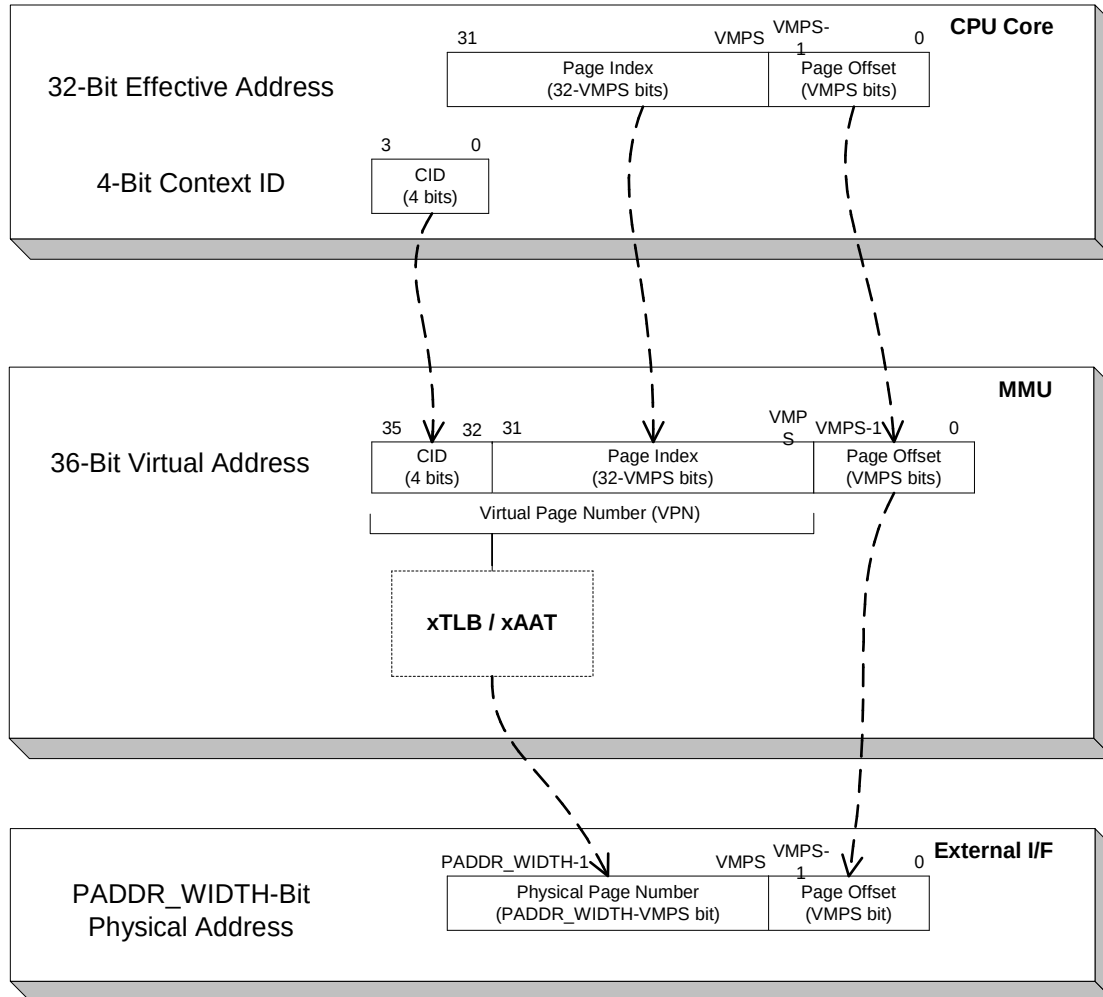 CPU Core
31 VMPS VMPS-
1 0
32-Bit Effective Address
Page Index
(32-VMPS bits)
Page Offset
(VMPS bits)
3 0
4-Bit Context ID
CID
(4 bits)
MMU
35 32 31 VMP
S VMPS-1 0
36-Bit Virtual Address
CID
(4 bits)
Page Index
(32-VMPS bits)
Page Offset
(VMPS bits)
Virtual Page Number (VPN)
xTLB / xAAT
External I/F
PADDR_WIDTH-1 VMPS VMPS-
1 0
PADDR_WIDTH-Bit
Physical Address
Physical Page Number
(PADDR_WIDTH-VMPS bit)
Page Offset
(VMPS bit)